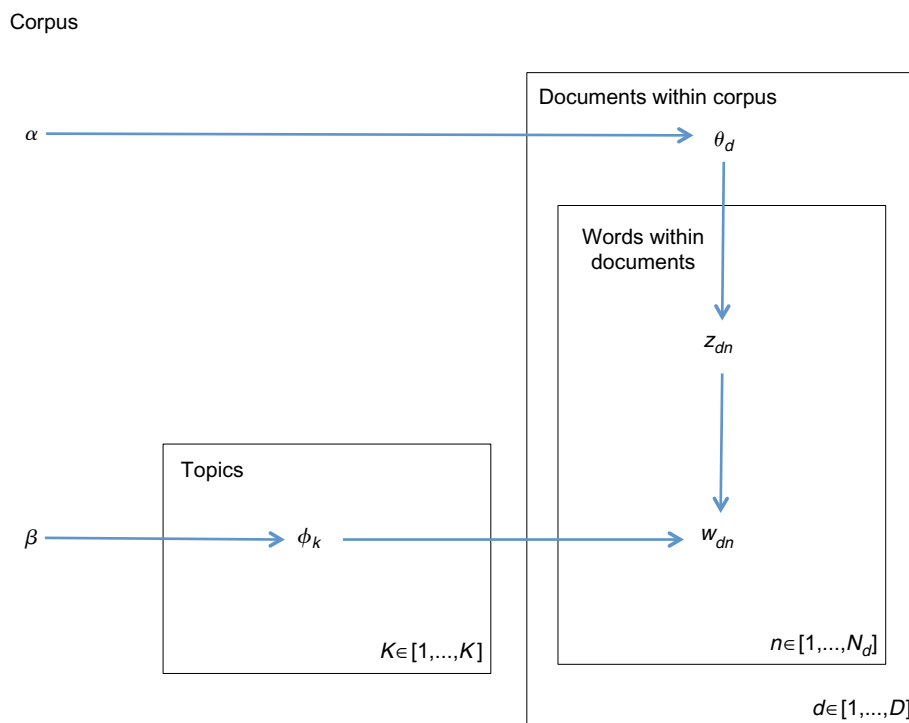 Corpus
Documents within corpus
α
θd
Words within
documents
zdn
Topics
β
ϕk
wdn
K∈[1,...,K]
n∈[1,...,Nd]
d∈[1,...,D]